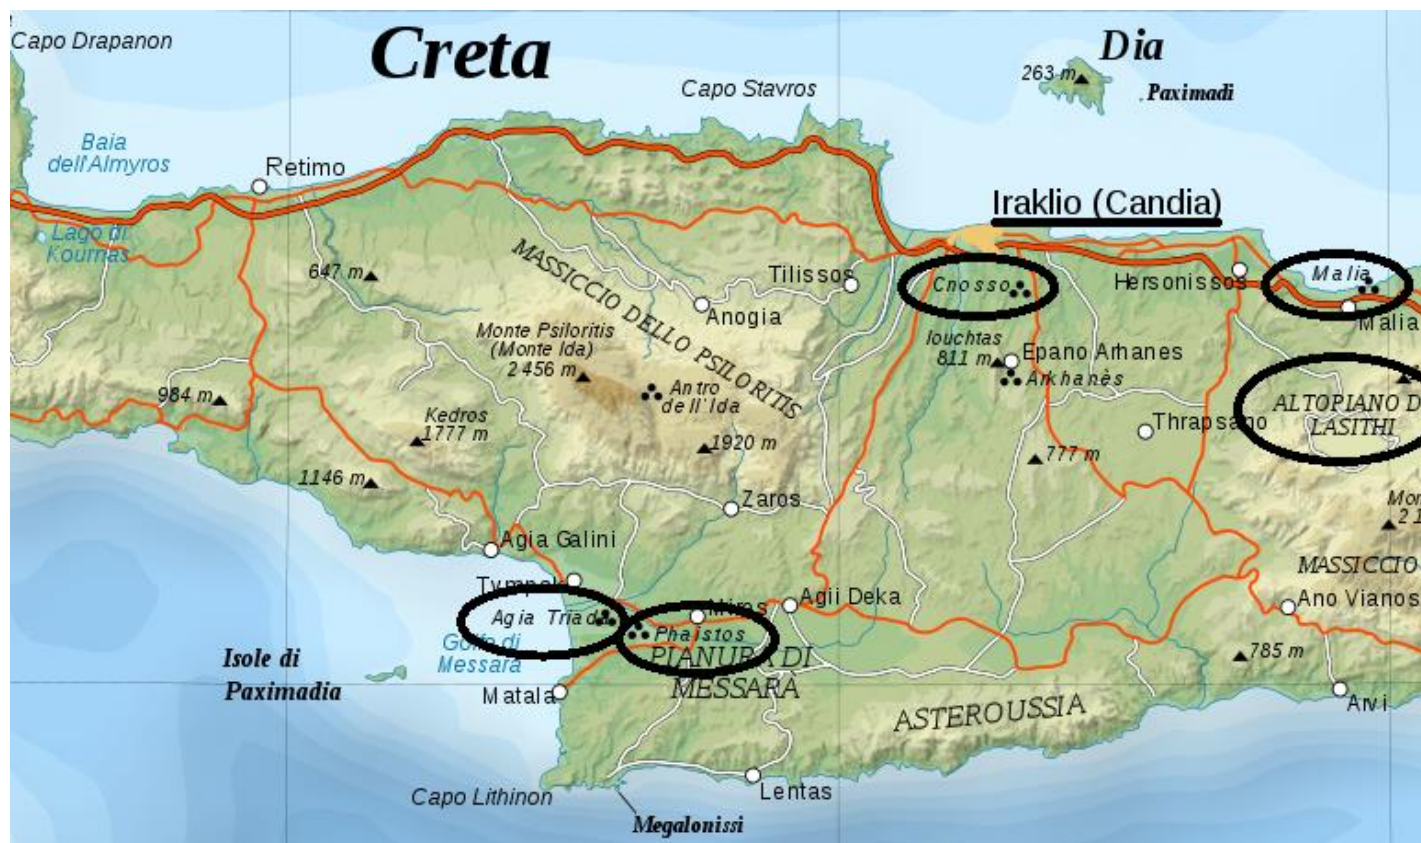 Creta
Dia
Capo Drapanon
263 m
Paximadi
Capo Stavros
Baia
dell'Almyros
Retimo
Iraklio (Candia)
Lago di
Kournas
647 m
MASSICCIO DELLO PSILORITIS
Tilissos
Cnosso
Hersonissos
Malia
Malia
Anogia
Monte Psiloritis
(Monte Ida)
2 456 m
Iouchtas
811 m
Epano Arhanes
Arkhanès
984 m
Antro
dell'Ida
Kedros
1777 m
ALTOPIANO D
LASITHI
Thrapsano
1920 m
777 m
1146 m
Zaros
Mon
2 1
Agia Galini
MASSICCIO
Agii Deka
Ano Vianos
Agia Triada
Phaistos
Golfo di
Messara
PIANURA DI
MESSARA
785 m
Isole di
Paximadia
Matala
Arvi
ASTEROUSSIA
Capo Lithinon
Lentas
Megalonissi